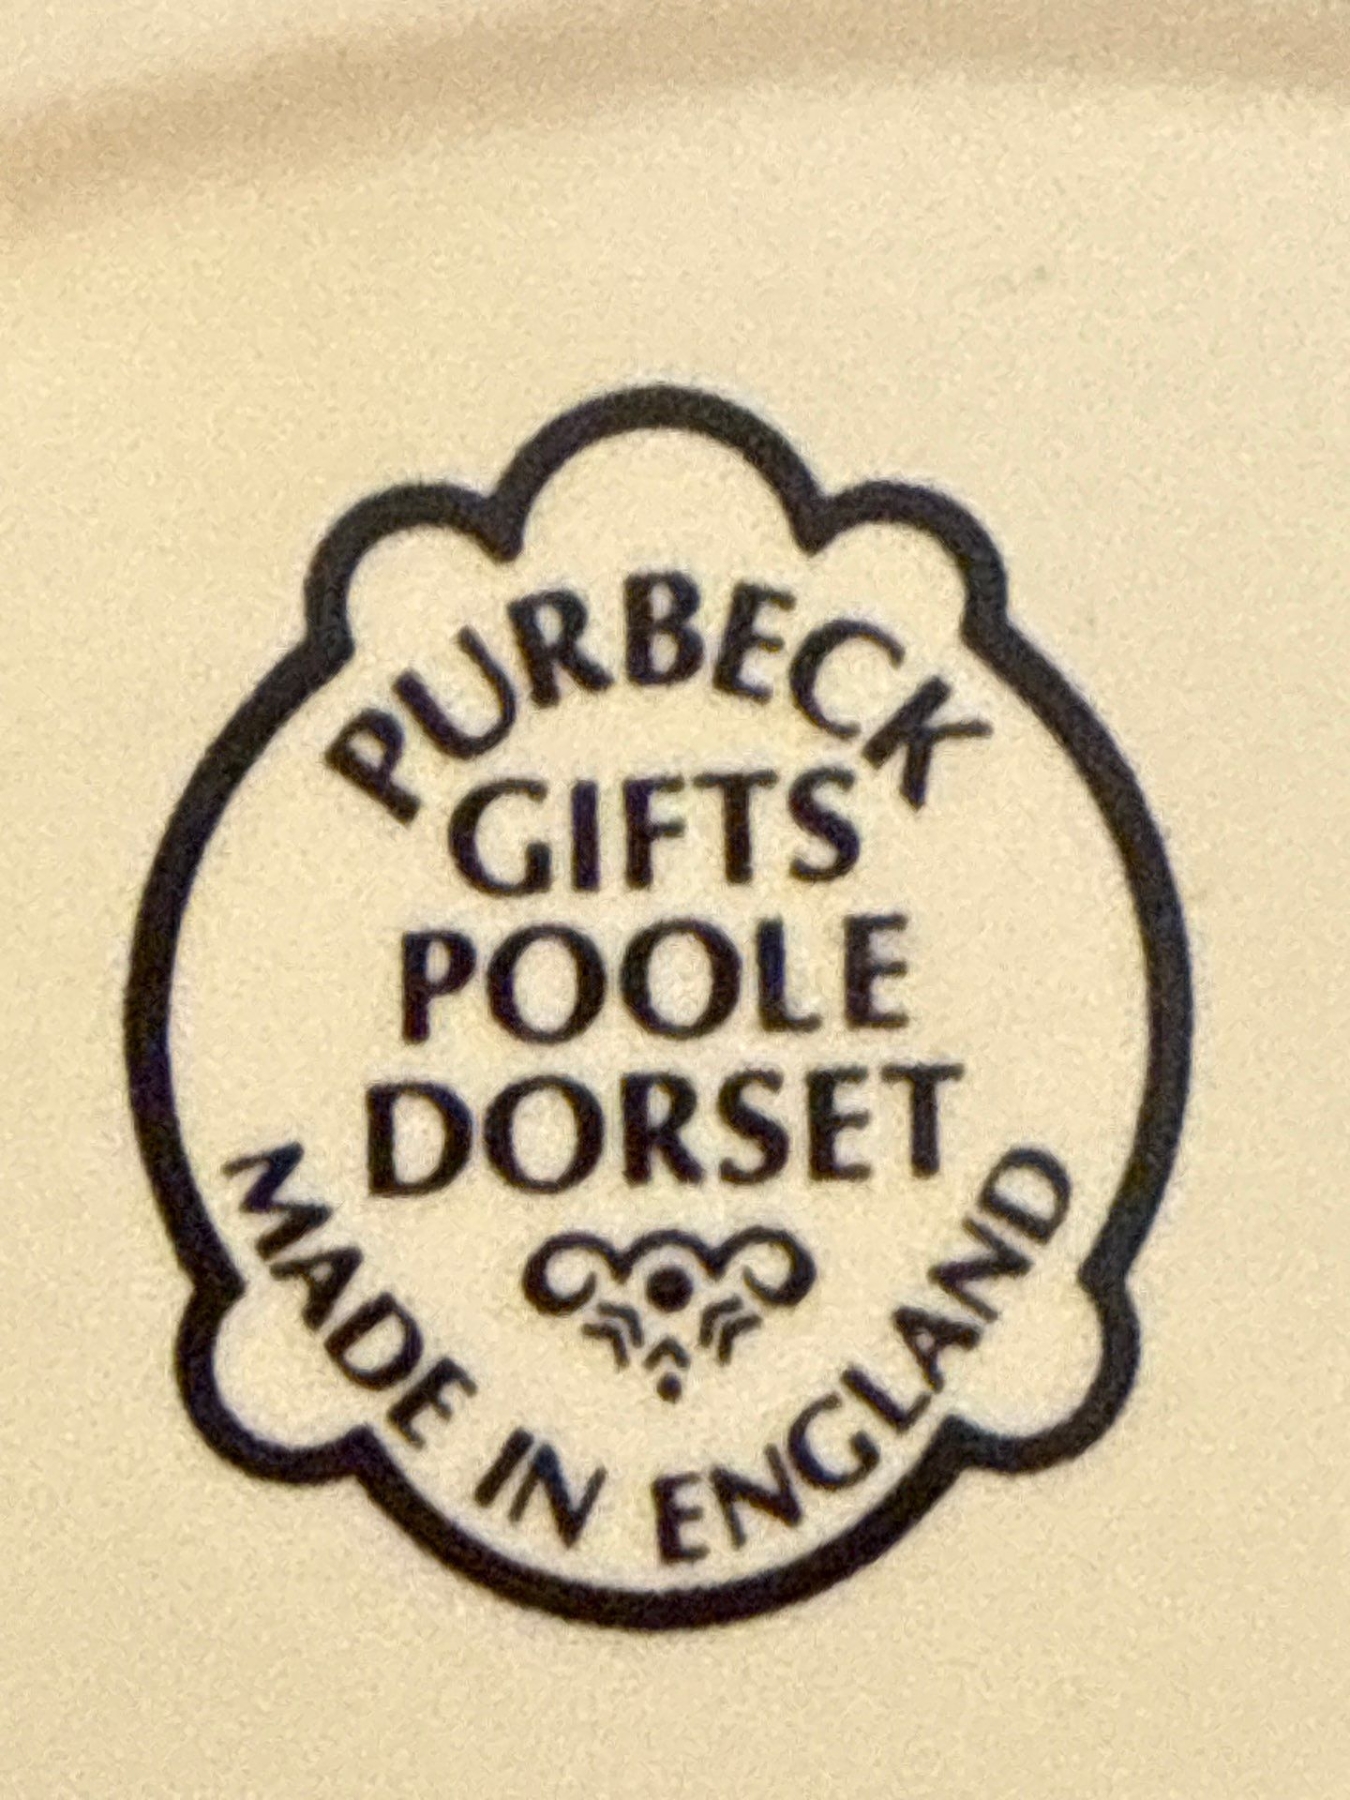 PURBECK
GIFTS
POOLE
DORSET
MADE IN ENGLAND